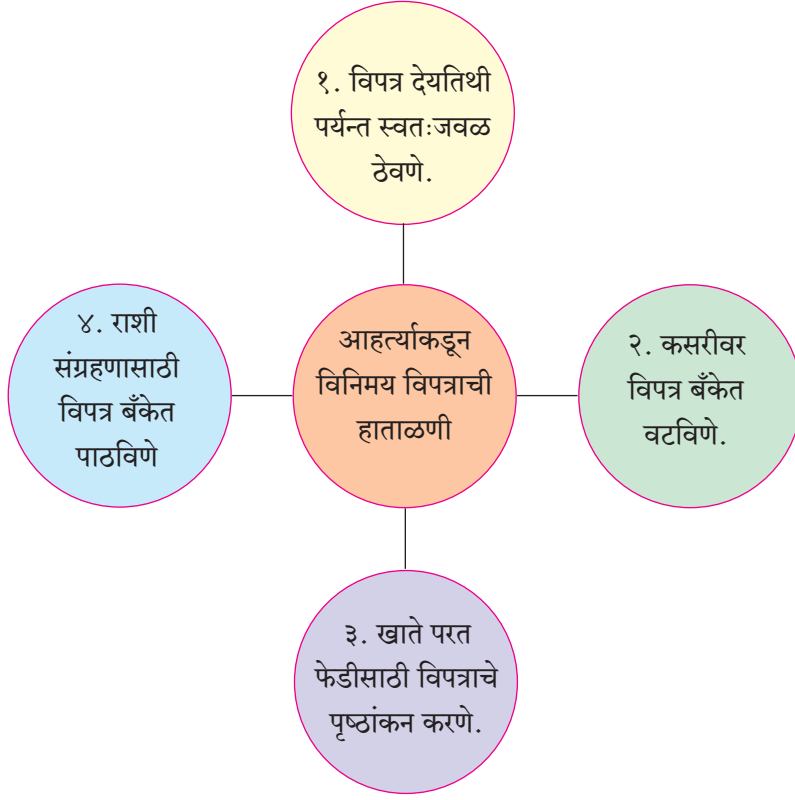 १. विपत्र देयतिथी
पर्यन्त स्वतःजवळ
ठेवणे.
आहर्त्याकडून
विनिमय विपत्राची
हाताळणी
२. कसरीवर
विपत्र बँकेत
वटविणे.
३. खाते परत
फेडीसाठी विपत्राचे
पृष्ठांकन करणे.
४. राशी
संग्रहणासाठी
विपत्र बँकेत
पाठविणे